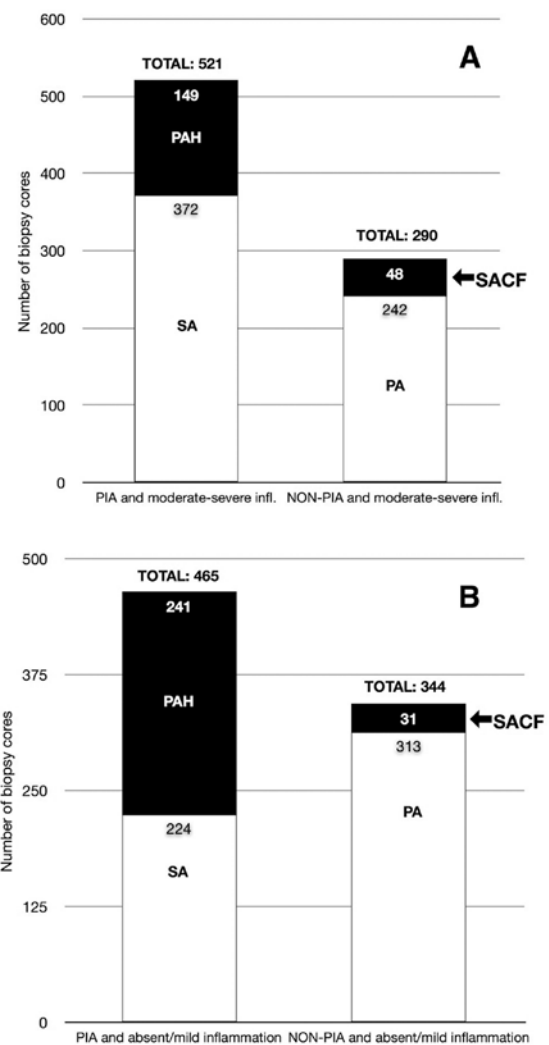 600
TOTAL: 521
A
500
149
PAH
400
372
TOTAL: 290
300
48
SACF
242
SA
200
PA
100
0
Number of biopsy cores
PIA and moderate-severe infl.
NON-PIA and moderate-severe infl.
500
TOTAL: 465
B
241
375
TOTAL: 344
PAH
31
SACF
313
250
224
PA
SA
125
0
Number of biopsy cores
PIA and absent/mild inflammation
NON-PIA and absent/mild inflammation